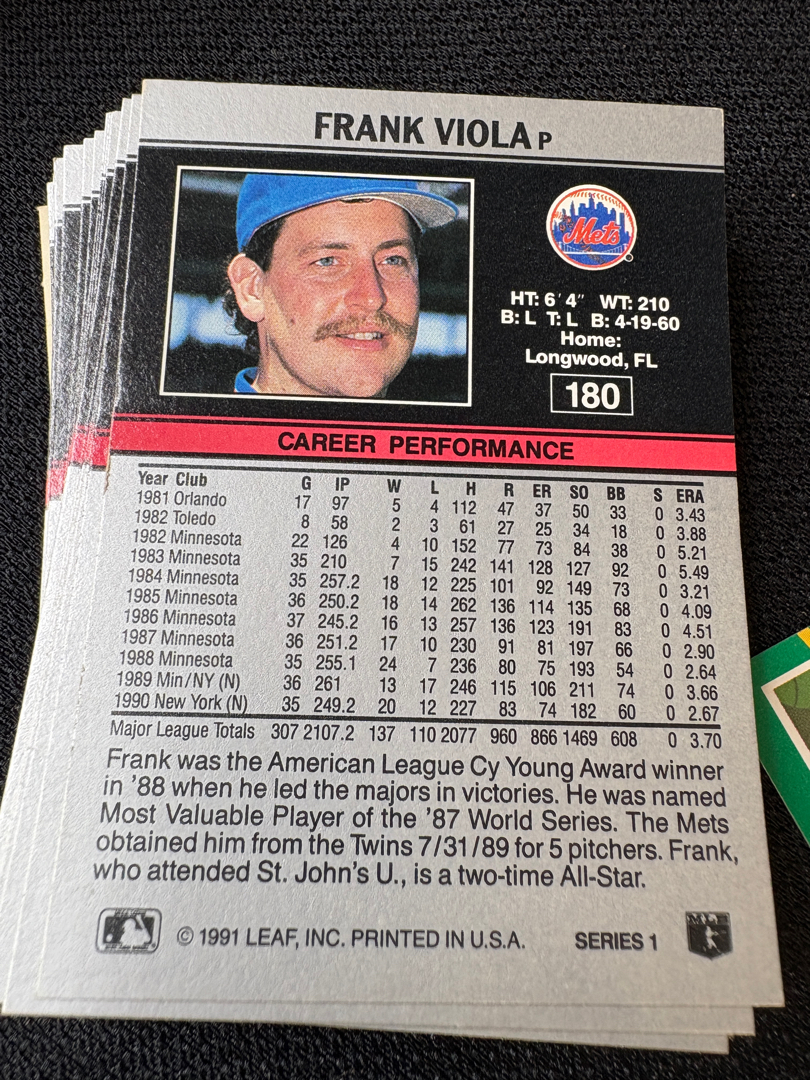 FRANK VIOLA P
Mets
HT: 6' 4" WT: 210
B: L T: L B: 4-19-60
Home:
Longwood, FL
180
CAREER PERFORMANCE
Year Club G IP W L H R ER SO BB S ERA
1981 Orlando 17 97 5 4 112 47 37 50 33 0 3.43
1982 Toledo 8 58 2 3 61 27 25 34 18 0 3.88
1982 Minnesota 22 126 4 10 152 77 73 84 38 0 5.21
1983 Minnesota 35 210 7 15 242 141 128 127 92 0 5.49
1984 Minnesota 35 257.2 18 12 225 101 92 149 73 0 3.21
1985 Minnesota 36 250.2 18 14 262 136 114 135 68 0 4.09
1986 Minnesota 37 245.2 16 13 257 136 123 191 83 0 4.51
1987 Minnesota 36 251.2 17 10 230 91 81 197 66 0 2.90
1988 Minnesota 35 255.1 24 7 236 80 75 193 54 0 2.64
1989 Min/NY (N) 36 261 13 17 246 115 106 211 74 0 3.66
1990 New York (N) 35 249.2 20 12 227 83 74 182 60 0 2.67
Major League Totals 307 2107.2 137 110 2077 960 866 1469 608 0 3.70
Frank was the American League Cy Young Award winner
in '88 when he led the majors in victories. He was named
Most Valuable Player of the '87 World Series. The Mets
obtained him from the Twins 7/31/89 for 5 pitchers. Frank,
who attended St. John's U., is a two-time All-Star.
© 1991 LEAF, INC. PRINTED IN U.S.A. SERIES 1